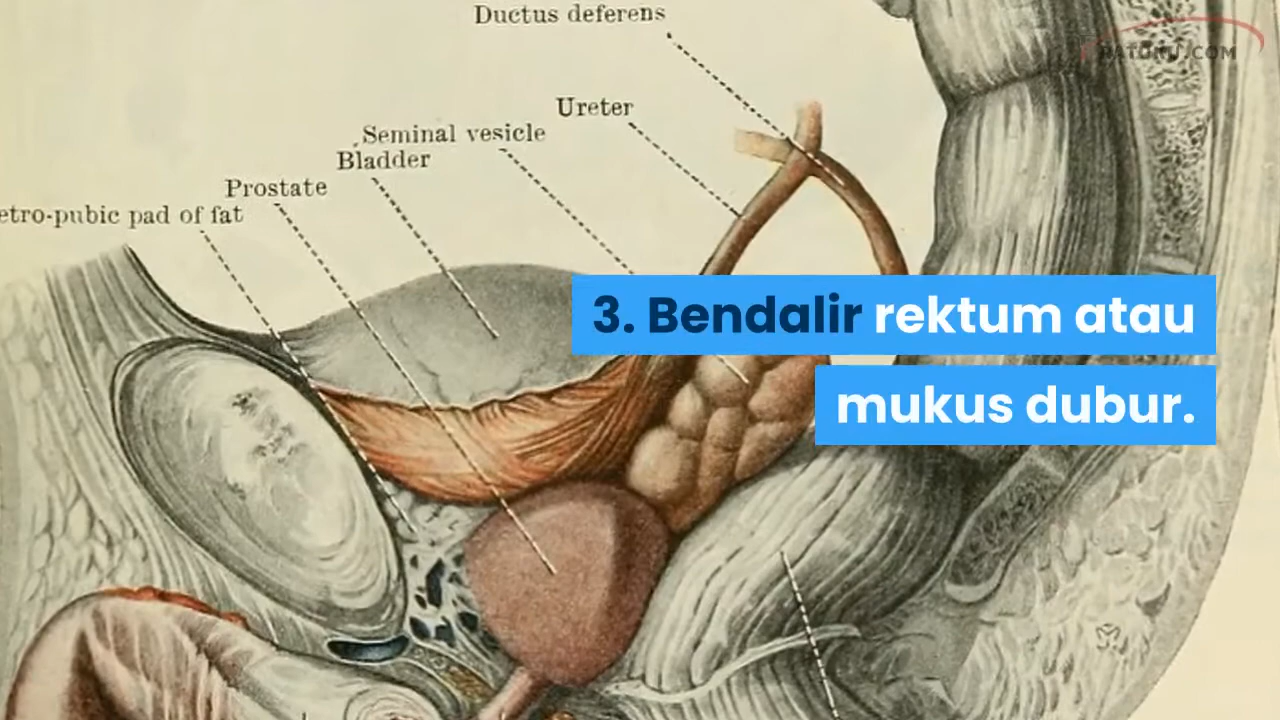 Ductus deferens
Ureter
Seminal vesicle
Bladder
Prostate
etro-pubic pad of fat
3. Bendalir rektum atau
mukus dubur.